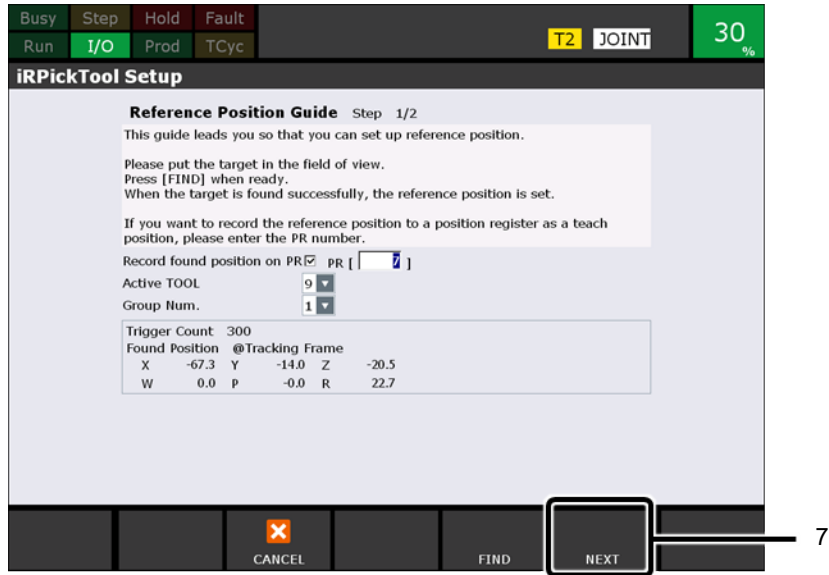 Busy Step Hold Fault
Run I/O Prod TCyc
T2 JOINT
30 %
iRPickTool Setup
Reference Position Guide Step 1/2
This guide leads you so that you can set up reference position.
Please put the target in the field of view.
Press [FIND] when ready.
When the target is found successfully, the reference position is set.
If you want to record the reference position to a position register as a teach
position, please enter the PR number.
Record found position on PR PR [ 7 ]
Active TOOL 9
Group Num. 1
Trigger Count 300
Found Position @Tracking Frame
X -67.3 Y -14.0 Z -20.5
W 0.0 P -0.0 R 22.7
CANCEL FIND NEXT
7